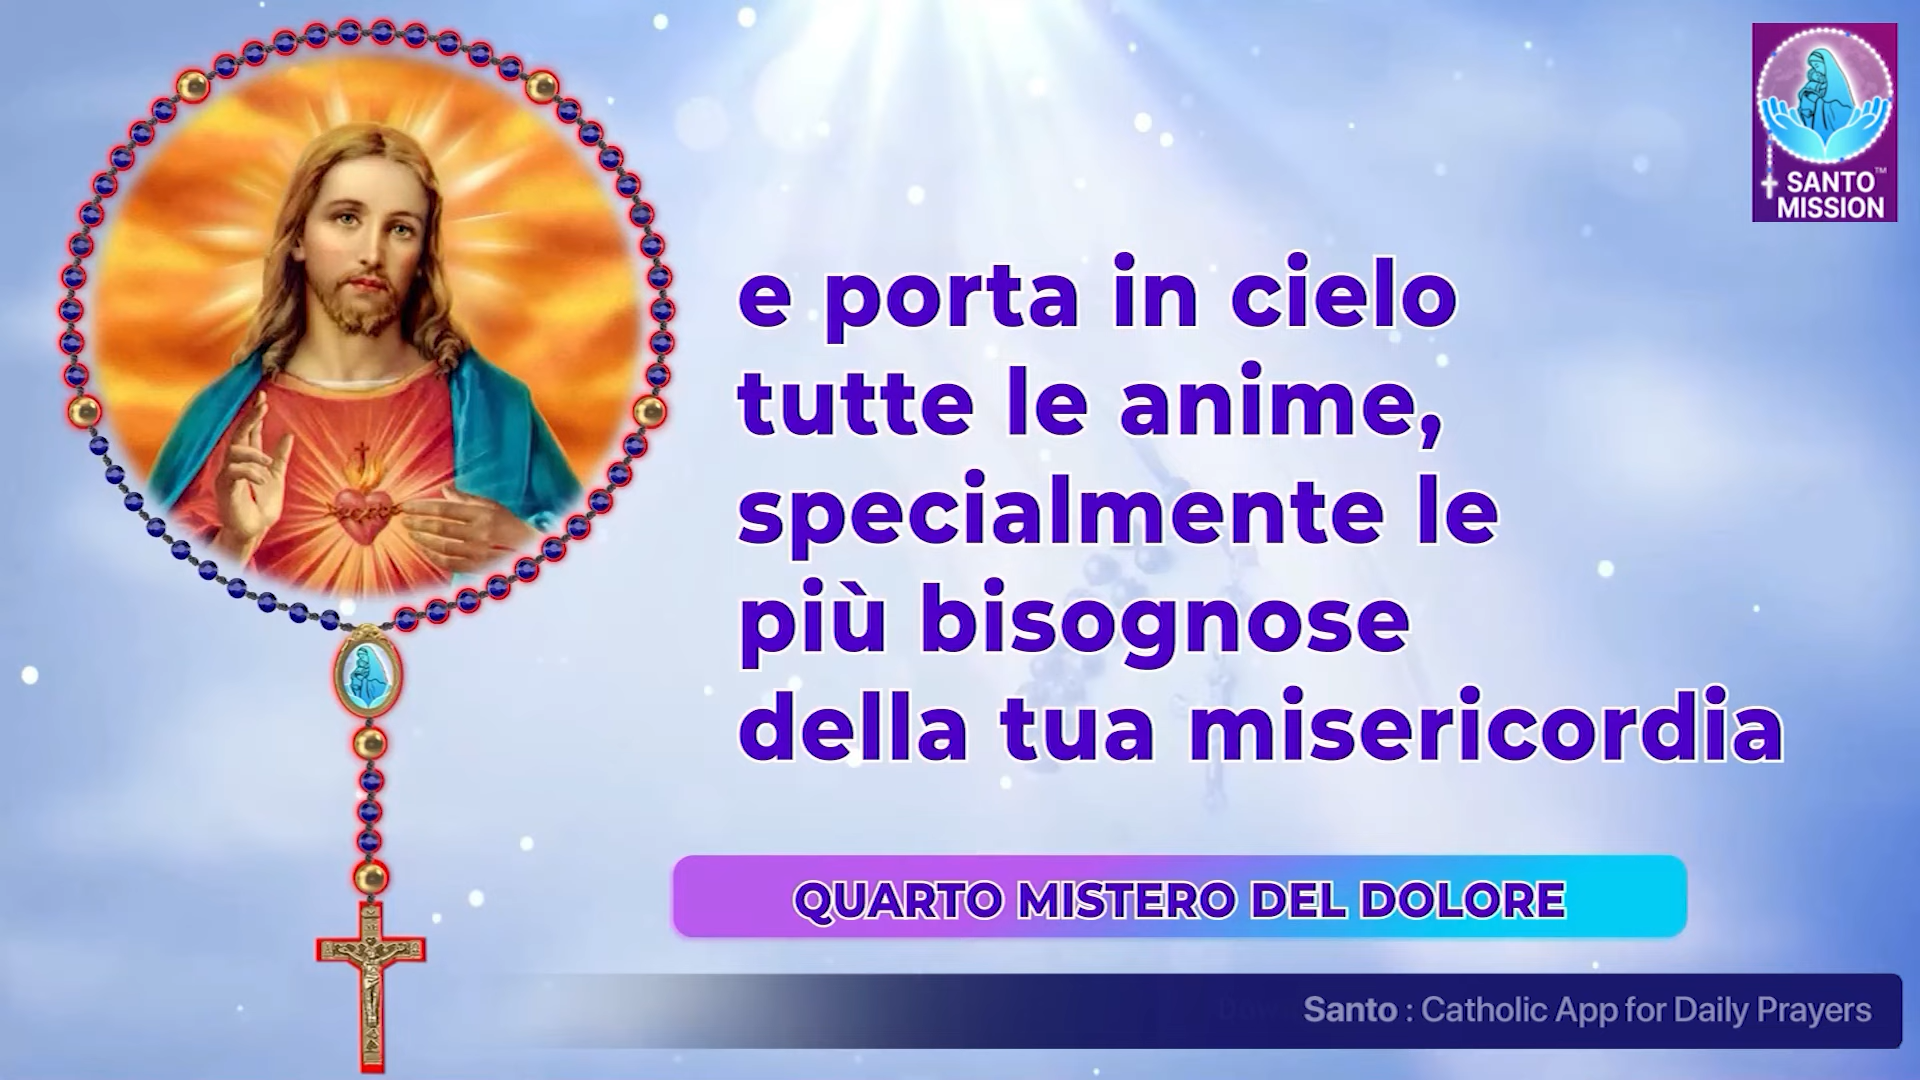 SANTO™
MISSION
e porta in cielo
tutte le anime,
specialmente le
più bisognose
della tua misericordia
QUARTO MISTERO DEL DOLORE
Santo : Catholic App for Daily Prayers